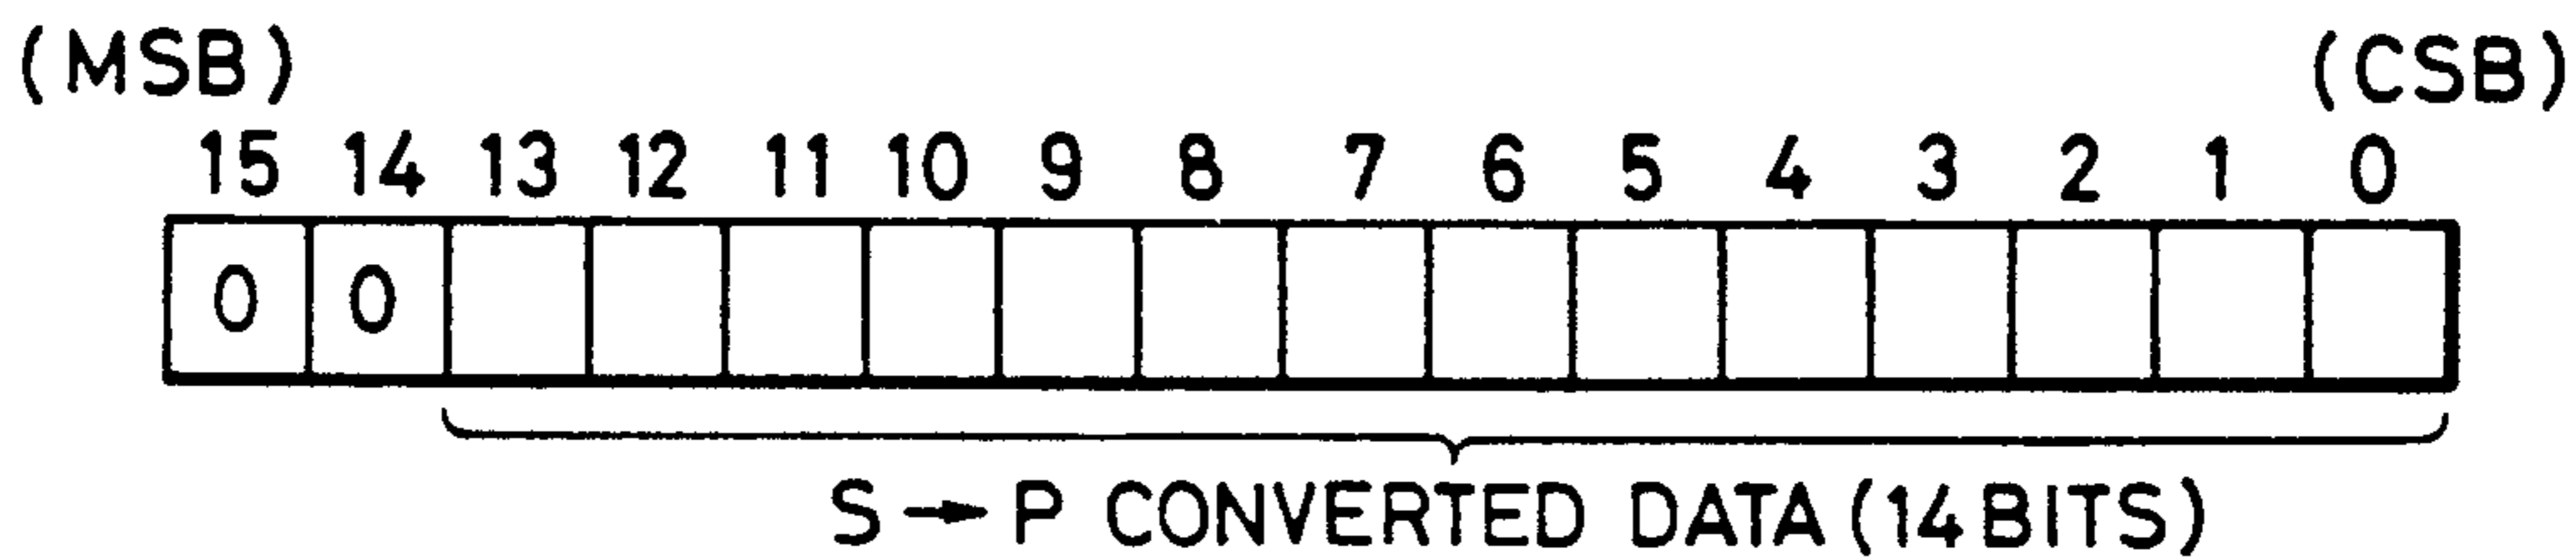 (MSB) (CSB)
15 14 13 12 11 10 9 8 7 6 5 4 3 2 1 0
0 0
S → P CONVERTED DATA (14 BITS)